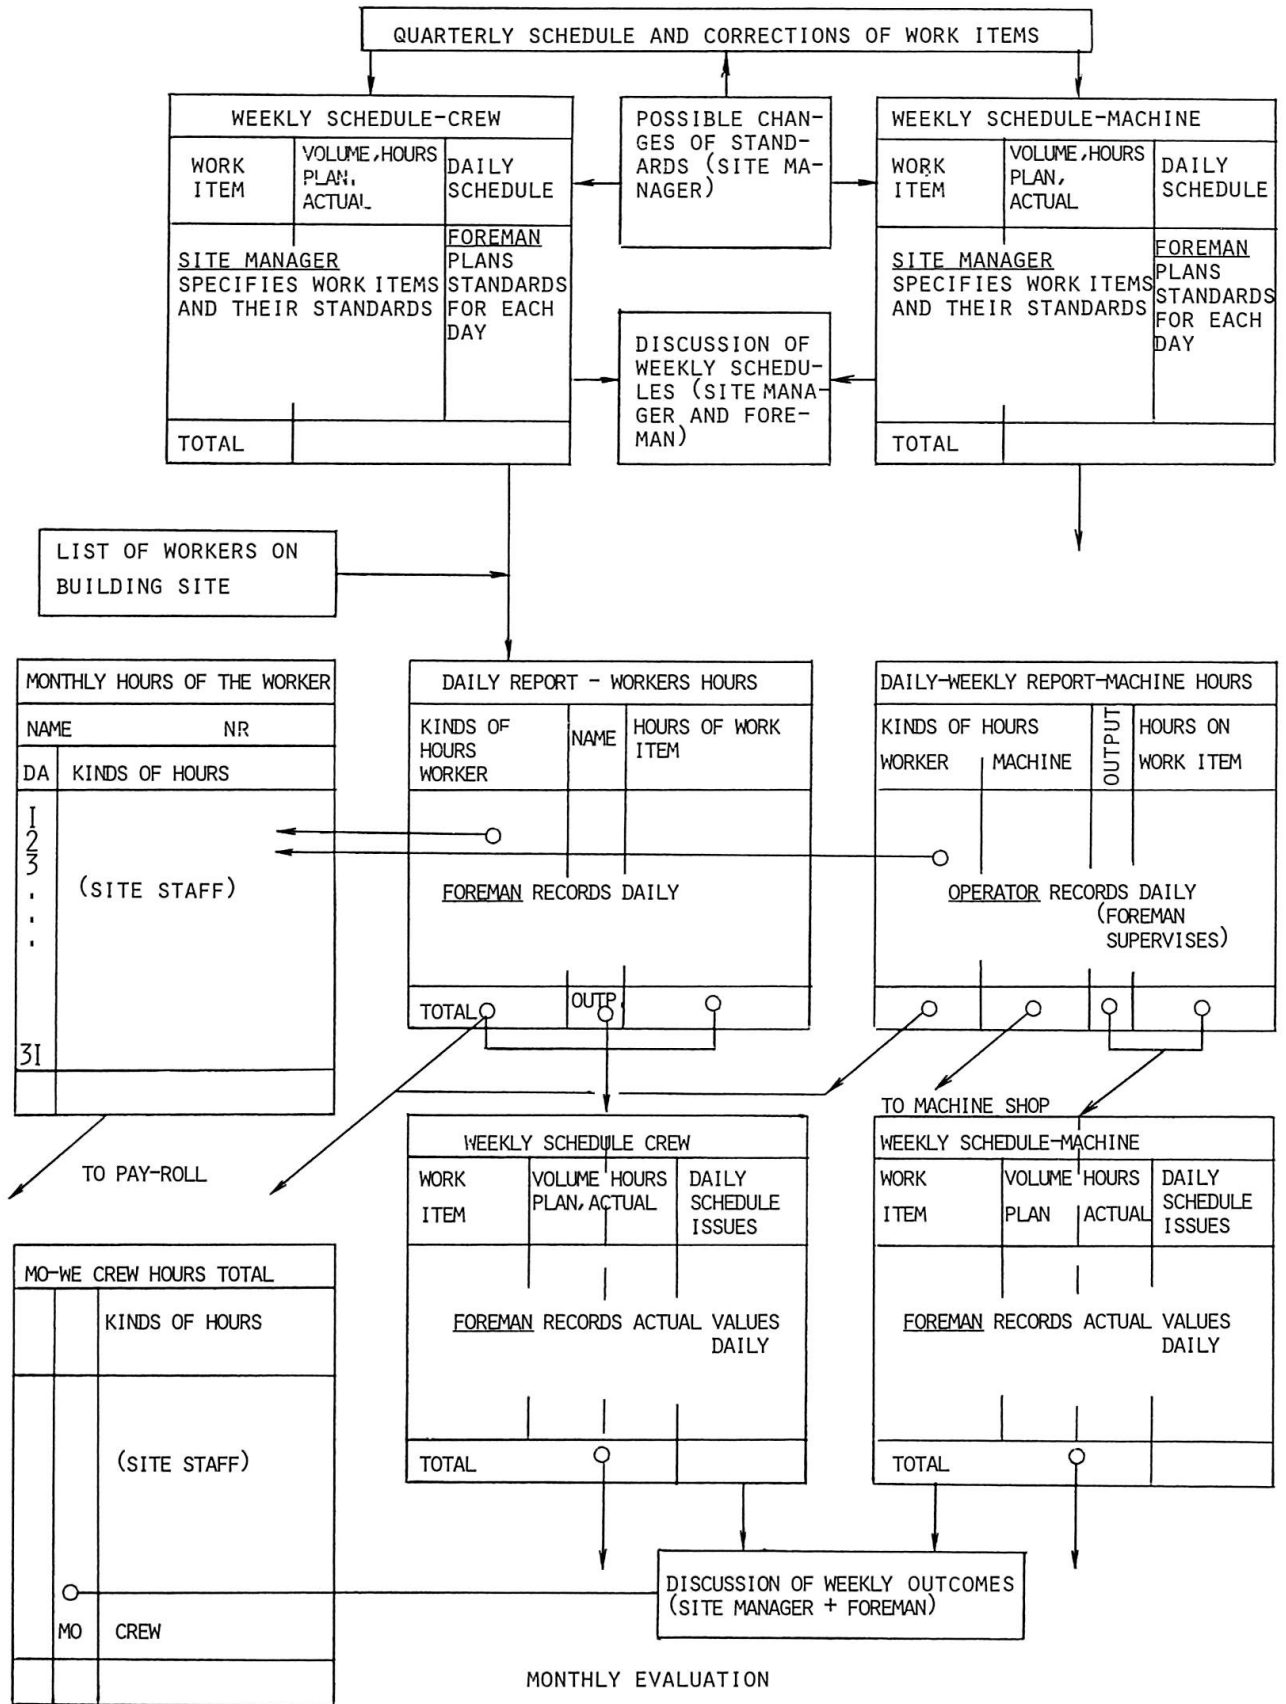 QUARTERLY SCHEDULE AND CORRECTIONS OF WORK ITEMS
WEEKLY SCHEDULE-CREW
WORK
ITEM
VOLUME,HOURS
PLAN,
ACTUAL
DAILY
SCHEDULE
SITE MANAGER
SPECIFIES WORK ITEMS
AND THEIR STANDARDS
FOREMAN
PLANS
STANDARDS
FOR EACH
DAY
TOTAL
POSSIBLE CHAN-
GES OF STAND-
ARDS (SITE MA-
NAGER)
DISCUSSION OF
WEEKLY SCHEDU-
LES (SITE MANA-
GER AND FORE-
MAN)
WEEKLY SCHEDULE-MACHINE
WORK
ITEM
VOLUME,HOURS
PLAN,
ACTUAL
DAILY
SCHEDULE
SITE MANAGER
SPECIFIES WORK ITEMS
AND THEIR STANDARDS
FOREMAN
PLANS
STANDARDS
FOR EACH
DAY
TOTAL
LIST OF WORKERS ON
BUILDING SITE
MONTHLY HOURS OF THE WORKER
NAME NR
DA KINDS OF HOURS
I
2
3
.
.
.
(SITE STAFF)
3I
TO PAY-ROLL
DAILY REPORT - WORKERS HOURS
KINDS OF
HOURS
WORKER
NAME
HOURS OF WORK
ITEM
FOREMAN RECORDS DAILY
TOTAL
OUTP.
DAILY-WEEKLY REPORT-MACHINE HOURS
KINDS OF HOURS
WORKER MACHINE
OUTPUT
HOURS ON
WORK ITEM
OPERATOR RECORDS DAILY
(FOREMAN
SUPERVISES)
TO MACHINE SHOP
WEEKLY SCHEDULE CREW
WORK
ITEM
VOLUME HOURS
PLAN,ACTUAL
DAILY
SCHEDULE
ISSUES
FOREMAN RECORDS ACTUAL VALUES
DAILY
TOTAL
WEEKLY SCHEDULE-MACHINE
WORK
ITEM
VOLUME HOURS
PLAN ACTUAL
DAILY
SCHEDULE
ISSUES
FOREMAN RECORDS ACTUAL VALUES
DAILY
TOTAL
MO-WE CREW HOURS TOTAL
KINDS OF HOURS
(SITE STAFF)
MO CREW
DISCUSSION OF WEEKLY OUTCOMES
(SITE MANAGER + FOREMAN)
MONTHLY EVALUATION